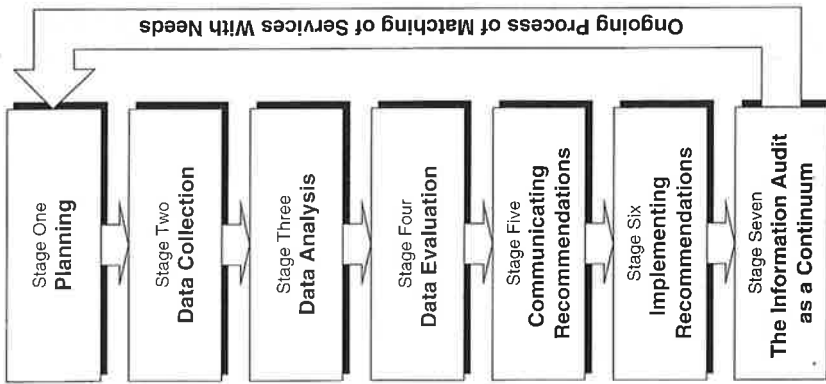 Stage One
Planning
Stage Two
Data Collection
Stage Three
Data Analysis
Stage Four
Data Evaluation
Stage Five
Communicating
Recommendations
Stage Six
Implementing
Recommendations
Stage Seven
The Information Audit
as a Continuum
Ongoing Process of Matching of Services With Needs